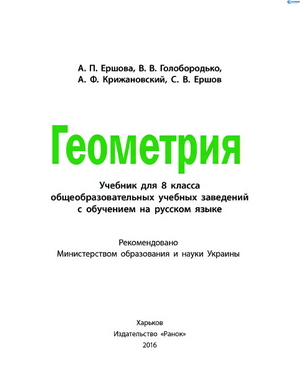 А. П. Ершова, В. В. Голобородько,
А. Ф. Крижановский, С. В. Ершов
Геометрия
Учебник для 8 класса
общеобразовательных учебных заведений
с обучением на русском языке
Рекомендовано
Министерством образования и науки Украины
Харьков
Издательство «Ранок»
2016